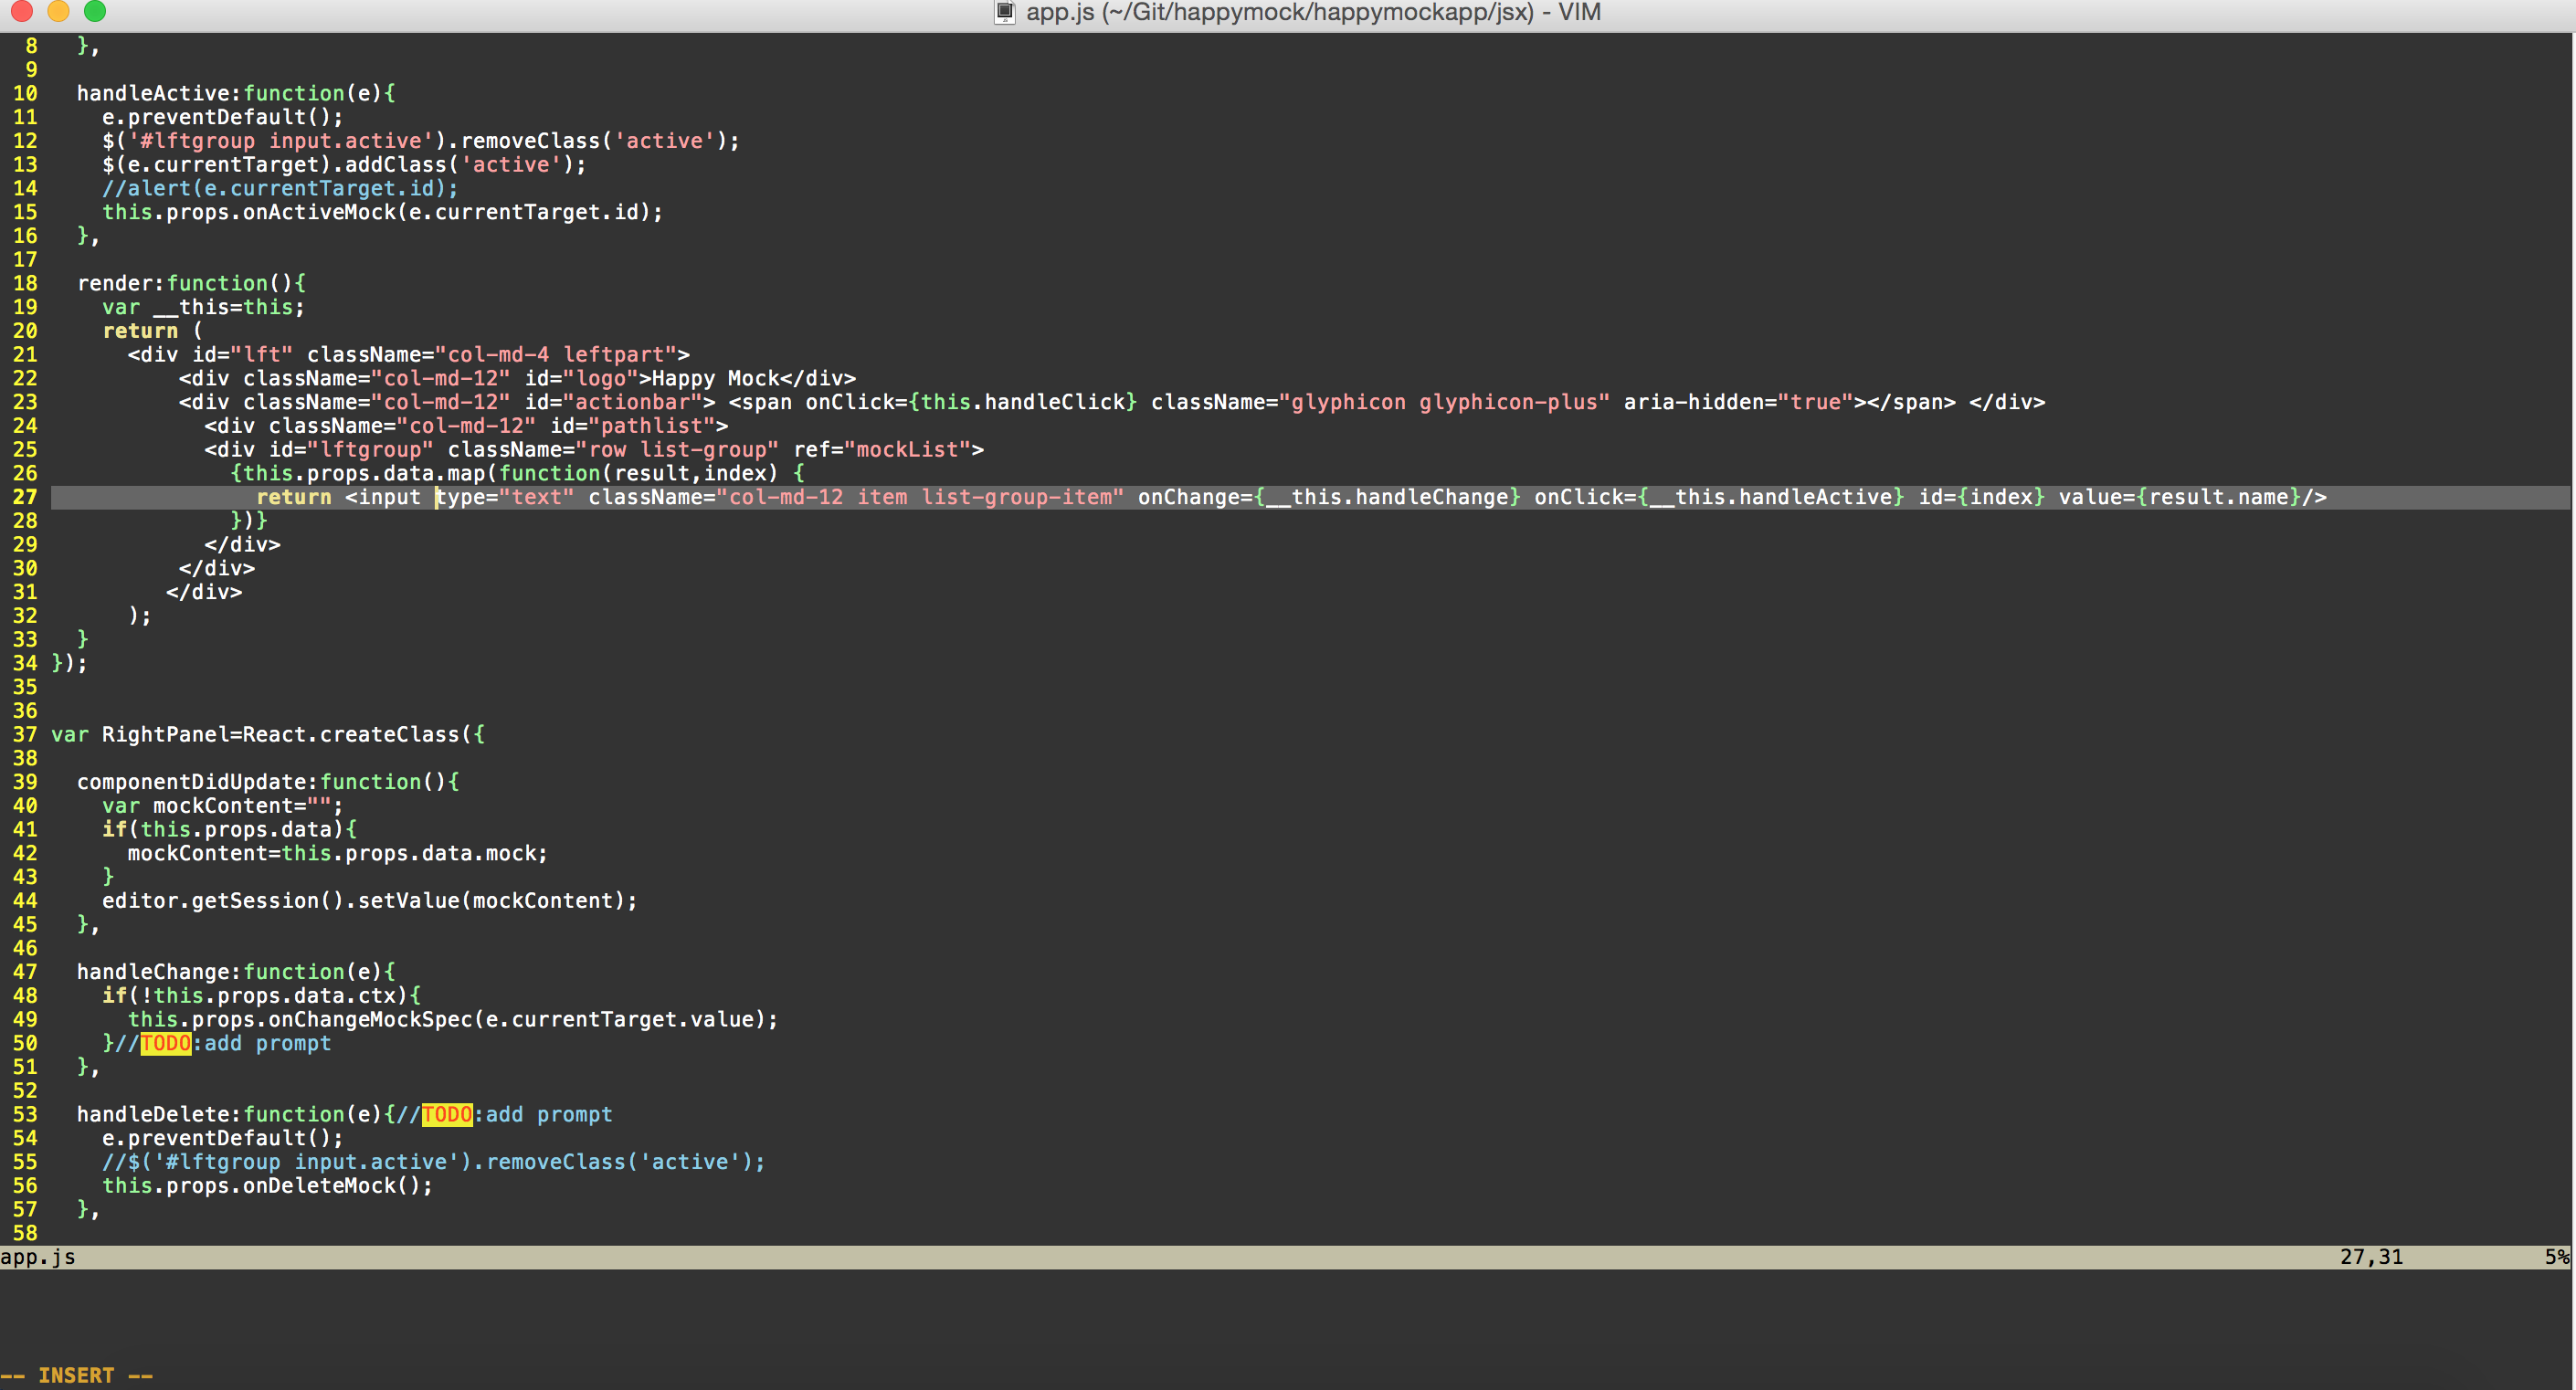 app.js (~/Git/happymock/happymockapp/jsx) - VIM
8   },
9
10   handleActive:function(e){
11     e.preventDefault();
12     $('#lftgroup input.active').removeClass('active');
13     $(e.currentTarget).addClass('active');
14     //alert(e.currentTarget.id);
15     this.props.onActiveMock(e.currentTarget.id);
16   },
17
18   render:function(){
19     var __this=this;
20     return (
21       <div id="lft" className="col-md-4 leftpart">
22           <div className="col-md-12" id="logo">Happy Mock</div>
23           <div className="col-md-12" id="actionbar"> <span onClick={this.handleClick} className="glyphicon glyphicon-plus" aria-hidden="true"></span> </div>
24             <div className="col-md-12" id="pathlist">
25             <div id="lftgroup" className="row list-group" ref="mockList">
26               {this.props.data.map(function(result,index) {
27                 return <input type="text" className="col-md-12 item list-group-item" onChange={__this.handleChange} onClick={__this.handleActive} id={index} value={result.name}/>
28               })}
29             </div>
30           </div>
31          </div>
32       );
33   }
34 });
35
36
37 var RightPanel=React.createClass({
38
39   componentDidUpdate:function(){
40     var mockContent="";
41     if(this.props.data){
42       mockContent=this.props.data.mock;
43     }
44     editor.getSession().setValue(mockContent);
45   },
46
47   handleChange:function(e){
48     if(!this.props.data.ctx){
49       this.props.onChangeMockSpec(e.currentTarget.value);
50     }//TODO:add prompt
51   },
52
53   handleDelete:function(e){//TODO:add prompt
54     e.preventDefault();
55     //$('#lftgroup input.active').removeClass('active');
56     this.props.onDeleteMock();
57   },
58
app.js 27,31 5%
-- INSERT --